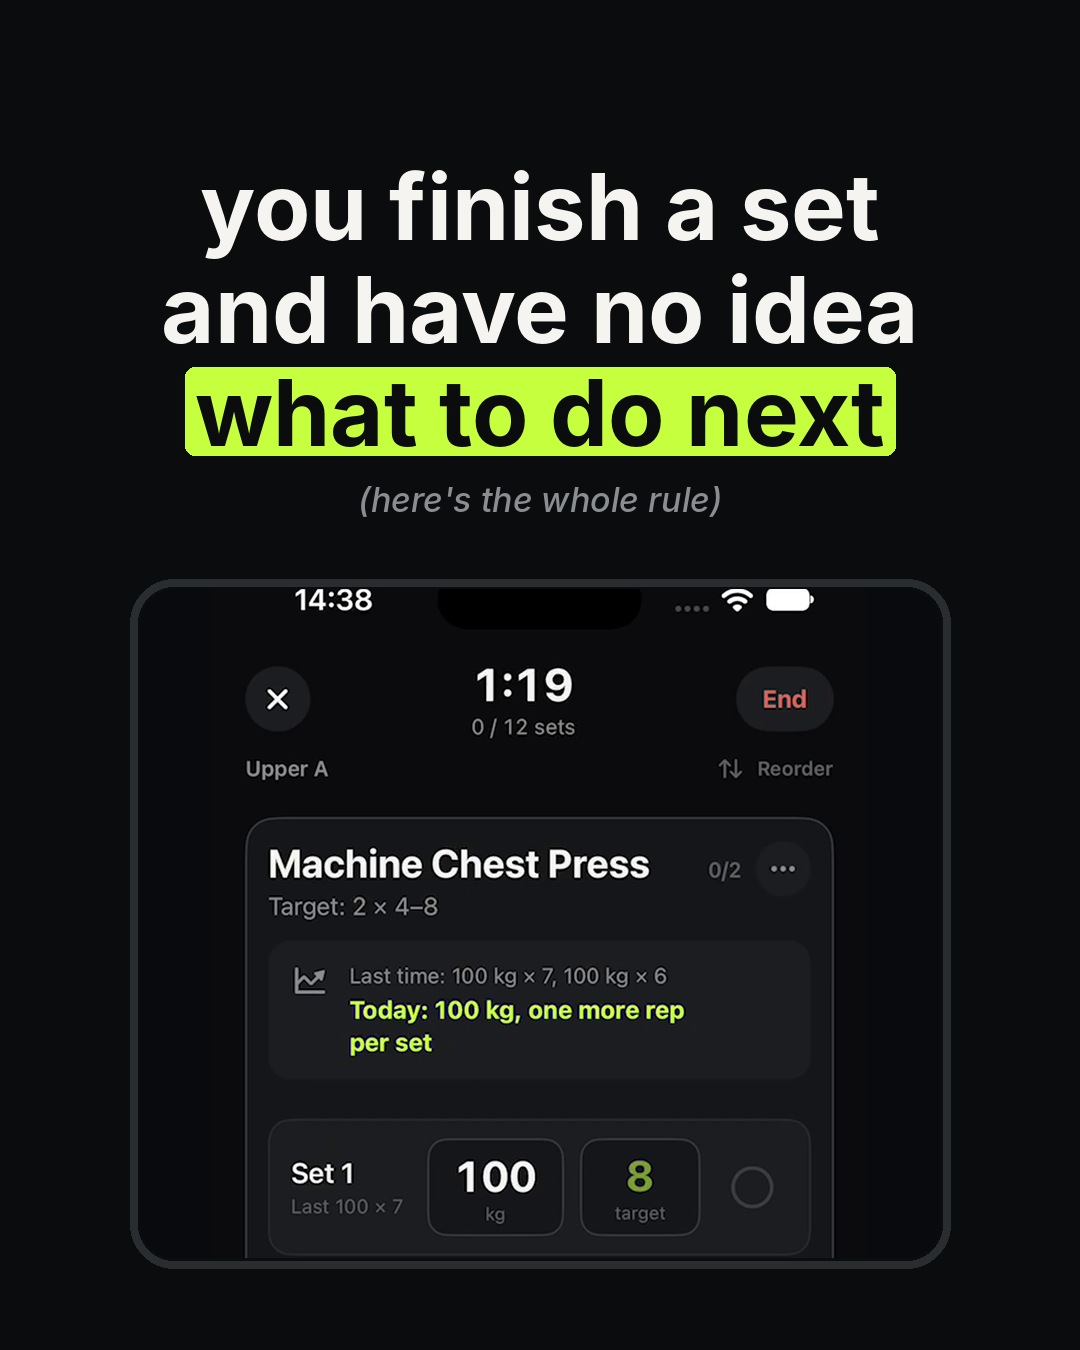 you finish a set
and have no idea
what to do next
(here's the whole rule)
14:38
1:19
End
0 / 12 sets
Upper A
Reorder
Machine Chest Press
0/2
Target: 2 × 4–8
Last time: 100 kg × 7, 100 kg × 6
Today: 100 kg, one more rep
per set
Set 1
Last 100 × 7
100
kg
8
target